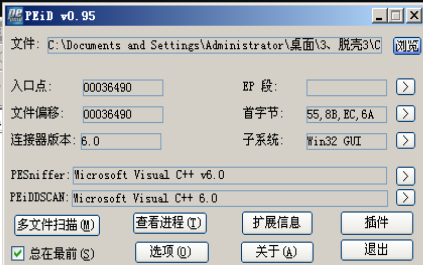 PEiD v0.95
文件: C:\Documents and Settings\Administrator\桌面\3、脱壳3\C 浏览
入口点: 00036490 EP 段: >
文件偏移: 00036490 首字节: 55,8B,EC,6A >
连接器版本: 6.0 子系统: Win32 GUI >
PESniffer: Microsoft Visual C++ v6.0 >
PEiDDSCAN: Microsoft Visual C++ 6.0 >
多文件扫描(M) 查看进程(T) 扩展信息 插件
总在最前(S) 选项(O) 关于(A) 退出